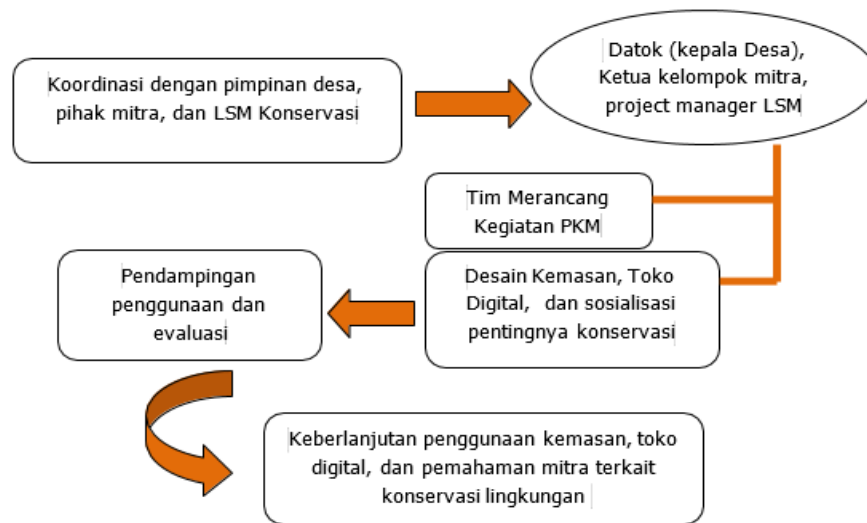 Koordinasi dengan pimpinan desa,
pihak mitra, dan LSM Konservasi
Datok (kepala Desa),
Ketua kelompok mitra,
project manager LSM
Tim Merancang
Kegiatan PKM
Desain Kemasan, Toko
Digital, dan sosialisasi
pentingnya konservasi
Pendampingan
penggunaan dan
evaluasi
Keberlanjutan penggunaan kemasan, toko
digital, dan pemahaman mitra terkait
konservasi lingkungan